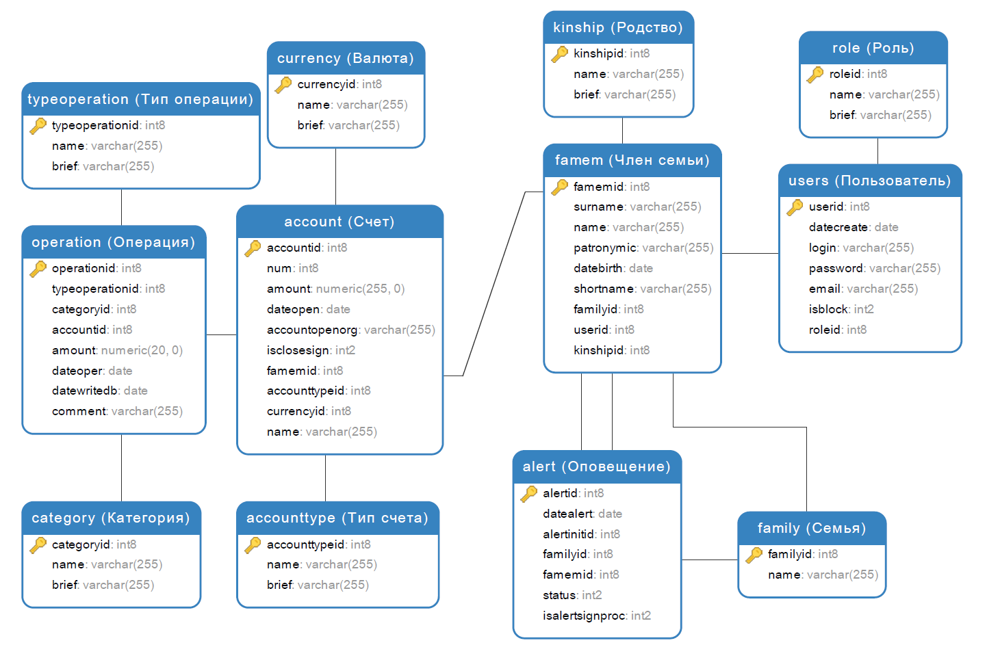 typeoperation (Тип операции)
typeoperationid: int8
name: varchar(255)
brief: varchar(255)
currency (Валюта)
currencyid: int8
name: varchar(255)
brief: varchar(255)
kinship (Родство)
kinshipid: int8
name: varchar(255)
brief: varchar(255)
role (Роль)
roleid: int8
name: varchar(255)
brief: varchar(255)
operation (Операция)
operationid: int8
typeoperationid: int8
categoryid: int8
accountid: int8
amount: numeric(20, 0)
dateoper: date
datewritedb: date
comment: varchar(255)
account (Счет)
accountid: int8
num: int8
amount: numeric(255, 0)
dateopen: date
accountopenorg: varchar(255)
isclosesign: int2
famemid: int8
accounttypeid: int8
currencyid: int8
name: varchar(255)
famem (Член семьи)
famemid: int8
surname: varchar(255)
name: varchar(255)
patronymic: varchar(255)
datebirth: date
shortname: varchar(255)
familyid: int8
userid: int8
kinshipid: int8
users (Пользователь)
userid: int8
datecreate: date
login: varchar(255)
password: varchar(255)
email: varchar(255)
isblock: int2
roleid: int8
category (Категория)
categoryid: int8
name: varchar(255)
brief: varchar(255)
accounttype (Тип счета)
accounttypeid: int8
name: varchar(255)
brief: varchar(255)
alert (Оповещение)
alertid: int8
datealert: date
alertinitid: int8
familyid: int8
famemid: int8
status: int2
isalertsignproc: int2
family (Семья)
familyid: int8
name: varchar(255)